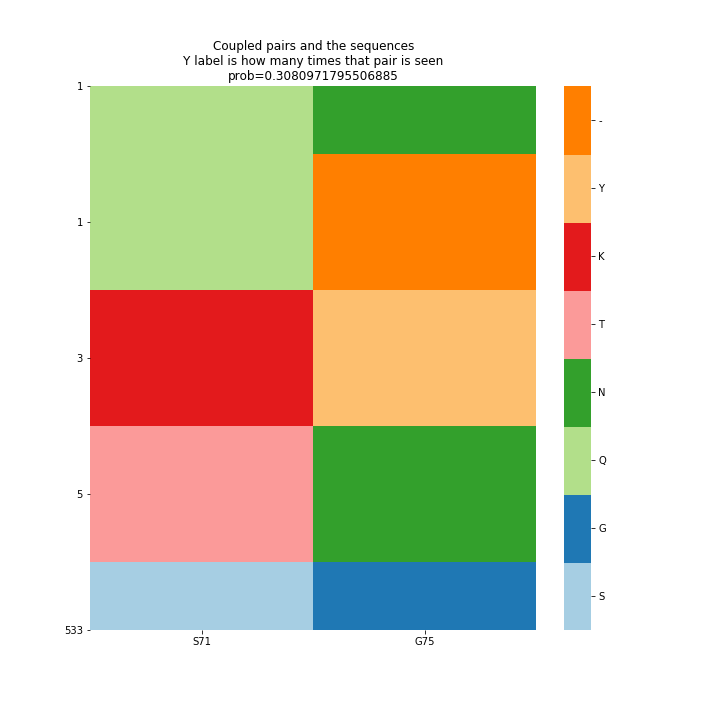 Coupled pairs and the sequences
Y label is how many times that pair is seen
prob=0.3080971795506885
1
1
3
5
533
S71
G75
-
Y
K
T
N
Q
G
S